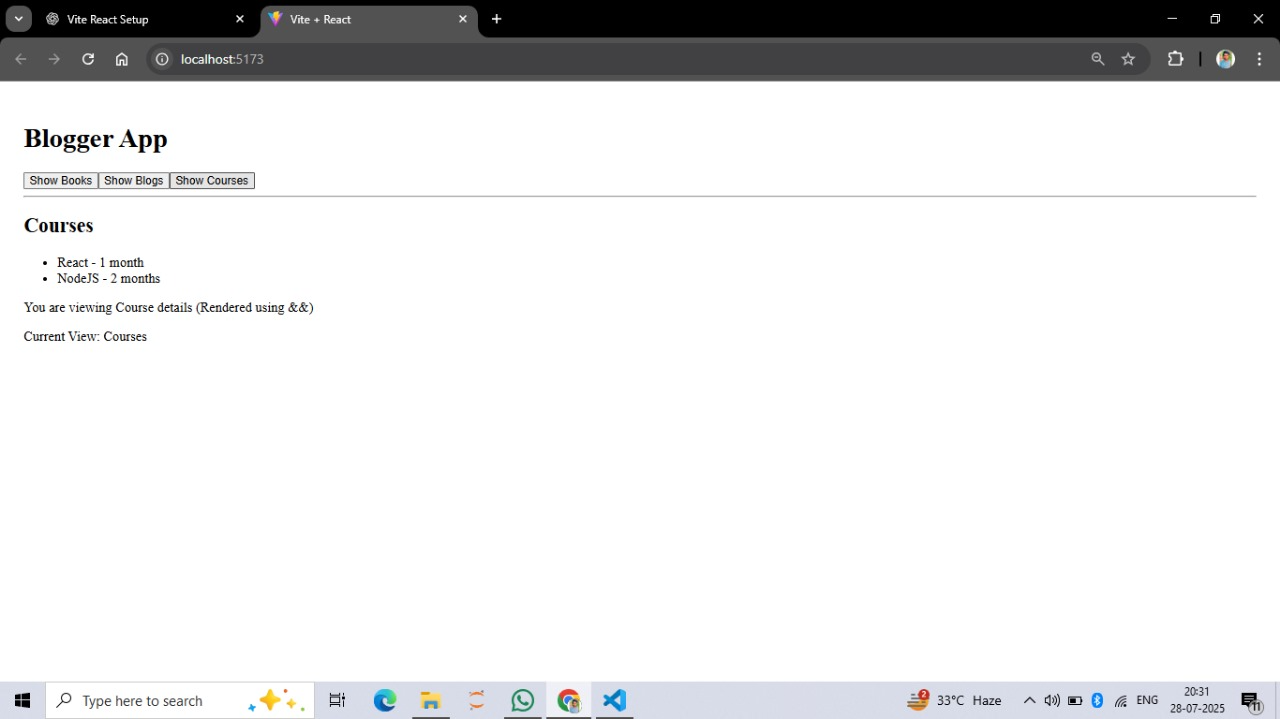 Vite React Setup
Vite + React
localhost:5173
Blogger App
Show Books Show Blogs Show Courses
Courses
• React - 1 month
• NodeJS - 2 months
You are viewing Course details (Rendered using &&)
Current View: Courses
Type here to search
2
33°C Haze
ENG
20:31
28-07-2025
11